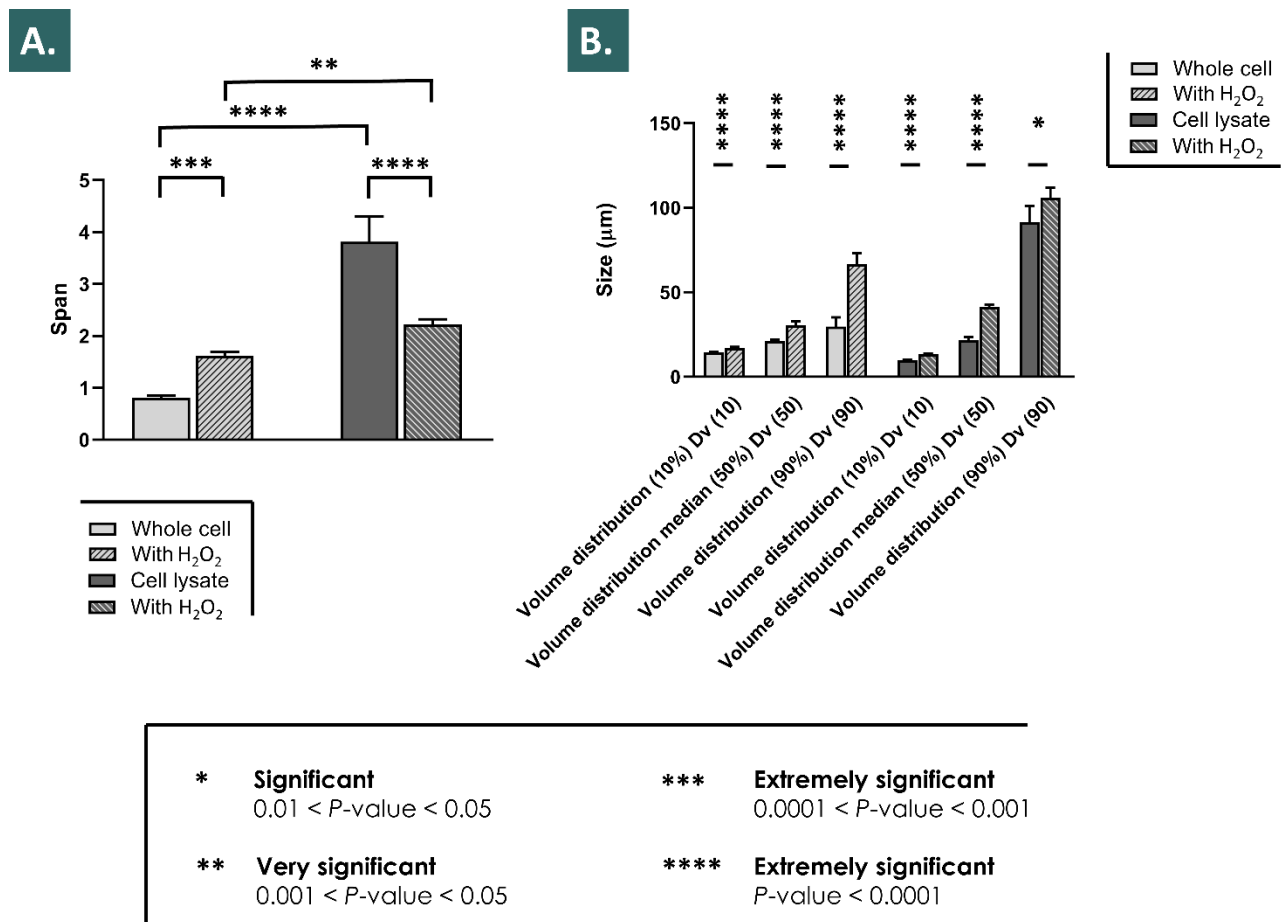 A.
**
****
***
****
5
4
3
2
1
0
Span
Whole cell
With H₂O₂
Cell lysate
With H₂O₂
B.
Whole cell
With H₂O₂
Cell lysate
With H₂O₂
****
****
****
****
****
*
150
100
50
0
Size (μm)
Volume distribution (10%) Dv (10)
Volume distribution median (50%) Dv (50)
Volume distribution (90%) Dv (90)
Volume distribution (10%) Dv (10)
Volume distribution median (50%) Dv (50)
Volume distribution (90%) Dv (90)
* Significant
0.01 < P-value < 0.05
** Very significant
0.001 < P-value < 0.05
*** Extremely significant
0.0001 < P-value < 0.001
**** Extremely significant
P-value < 0.0001